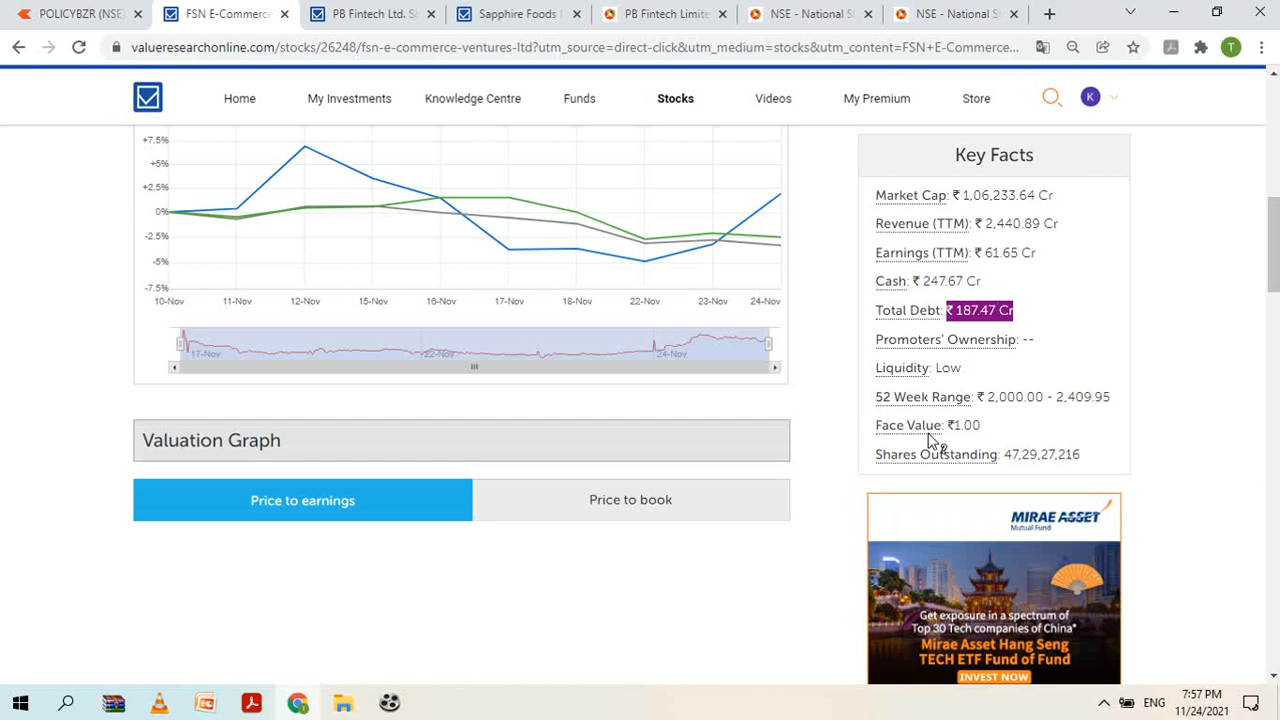 POLICYBZR (NSE)
FSN E-Commerce
PB Fintech Ltd. Sh
Sapphire Foods I
PB Fintech Limite
NSE - National S
NSE - National S
valueresearchonline.com/stocks/26248/fsn-e-commerce-ventures-ltd?utm_source=direct-click&utm_medium=stocks&utm_content=FSN+E-Commerce...
T
Home
My Investments
Knowledge Centre
Funds
Stocks
Videos
My Premium
Store
K
+7.5%
+5%
+2.5%
0%
-2.5%
-5%
-7.5%
10-Nov 11-Nov 12-Nov 15-Nov 16-Nov 17-Nov 18-Nov 22-Nov 23-Nov 24-Nov
17-Nov 22-Nov 24-Nov
Valuation Graph
Price to earnings
Price to book
Key Facts
Market Cap: ₹ 1,06,233.64 Cr
Revenue (TTM): ₹ 2,440.89 Cr
Earnings (TTM): ₹ 61.65 Cr
Cash: ₹ 247.67 Cr
Total Debt: ₹ 187.47 Cr
Promoters' Ownership: --
Liquidity: Low
52 Week Range: ₹ 2,000.00 - 2,409.95
Face Value: ₹1.00
Shares Outstanding: 47,29,27,216
MIRAE ASSET
Mutual Fund
Get exposure in a spectrum of
Top 30 Tech companies of China*
Mirae Asset Hang Seng
TECH ETF Fund of Fund
INVEST NOW
ENG
7:57 PM
11/24/2021